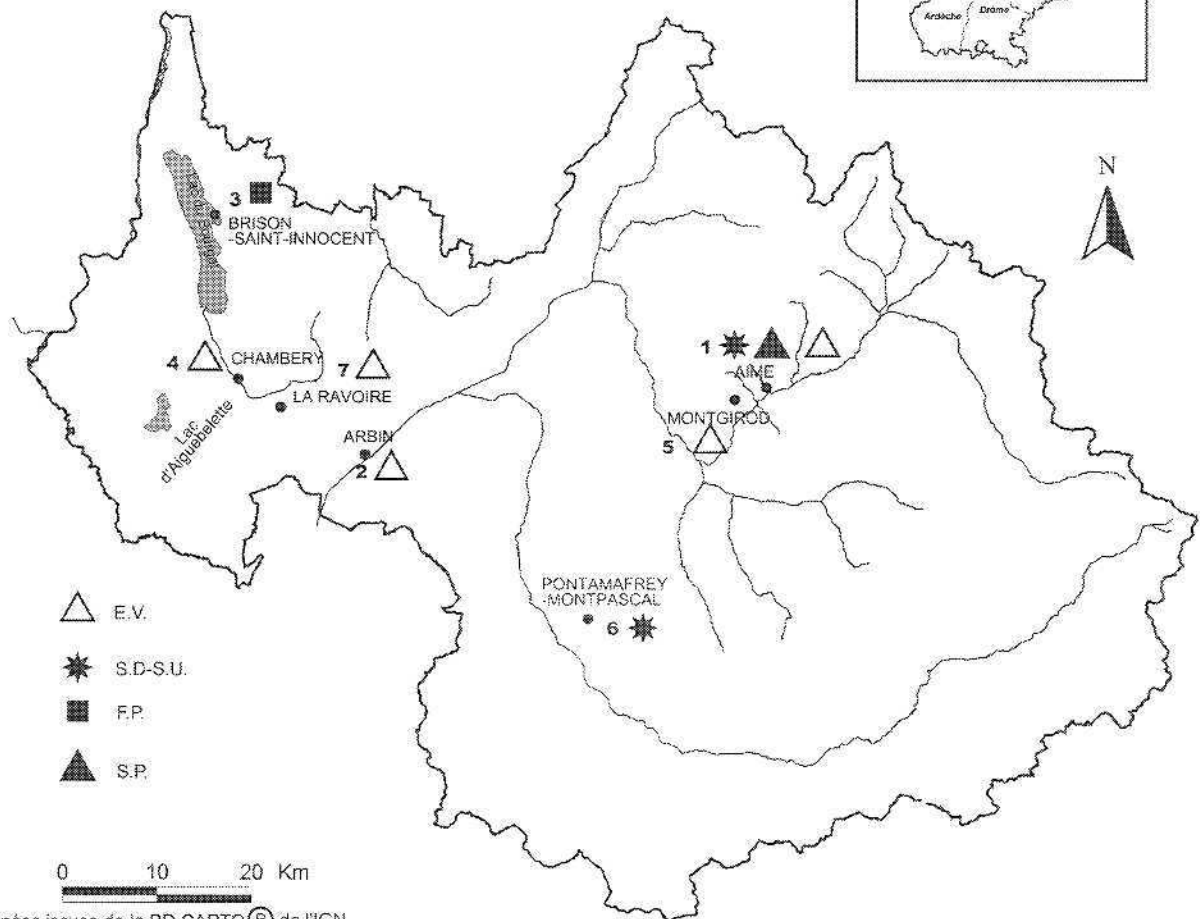 Ardèche
Drôme
N
3
BRISON
-SAINT-INNOCENT
4
CHAMBERY
7
LA RAVOIRE
Lac
d'Aiguebelette
ARBIN
2
1
AIME
MONTGIROD
5
PONTAMAFREY
-MONTPASCAL
6
E.V.
S.D-S.U.
F.P.
S.P.
0 10 20 Km
issues de la BD CARTO ® de l'IGN